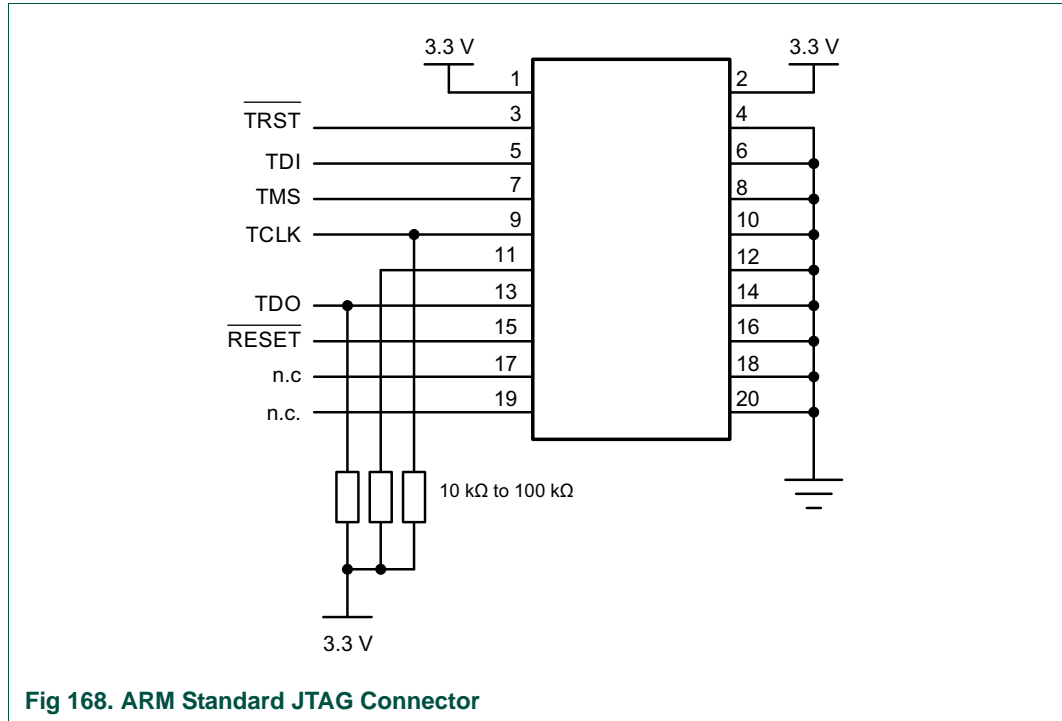 3.3 V
3.3 V
1
2
TRST
3
4
TDI
5
6
TMS
7
8
TCLK
9
10
11
12
TDO
13
14
RESET
15
16
n.c
17
18
n.c.
19
20
10 kΩ to 100 kΩ
3.3 V
Fig 168. ARM Standard JTAG Connector